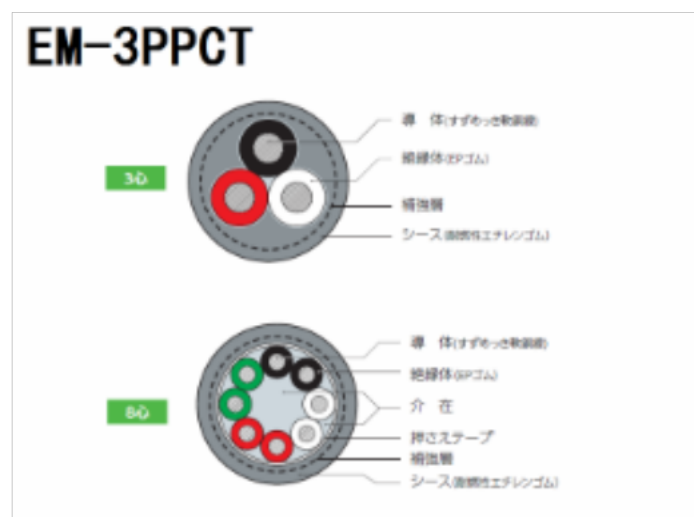 EM-3PPCT
導 体(すずめっき軟銅線)
絶縁体(EPゴム)
3心
補強層
シース(耐燃性エチレンゴム)
導 体(すずめっき軟銅線)
絶縁体(EPゴム)
8心
介 在
押さえテープ
補強層
シース(耐燃性エチレンゴム)